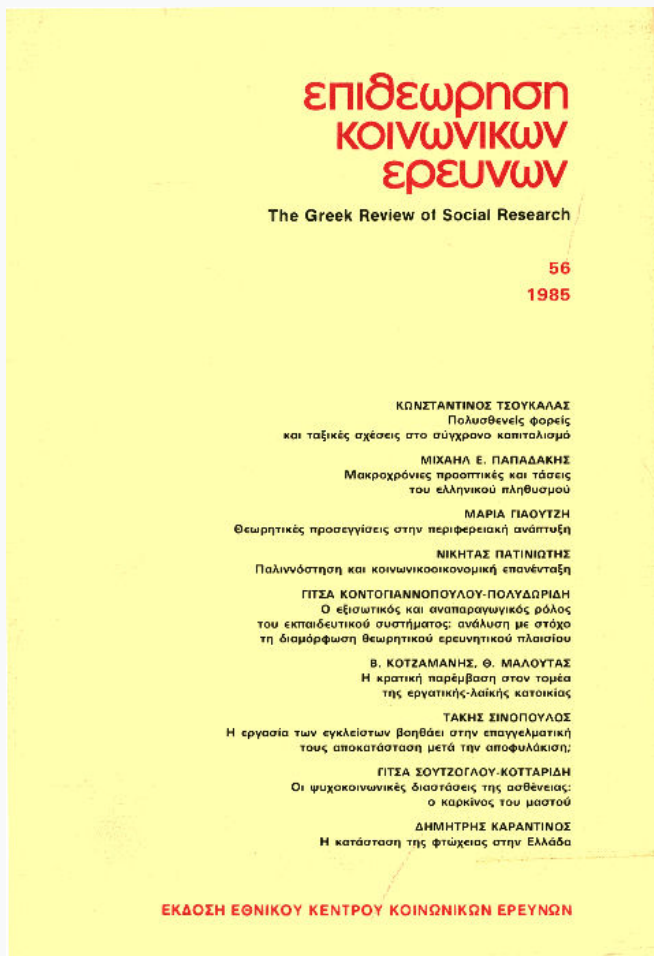 επιθεωρηση
κοινωνικων
ερευνων
The Greek Review of Social Research
56
1985
ΚΩΝΣΤΑΝΤΙΝΟΣ ΤΣΟΥΚΑΛΑΣ
Πολυσθενείς φορείς
και ταξικές σχέσεις στο σύγχρονο καπιταλισμό
ΜΙΧΑΗΛ Ε. ΠΑΠΑΔΑΚΗΣ
Μακροχρόνιες προοπτικές και τάσεις
του ελληνικού πληθυσμού
ΜΑΡΙΑ ΓΙΑΟΥΤΖΗ
Θεωρητικές προσεγγίσεις στην περιφερειακή ανάπτυξη
ΝΙΚΗΤΑΣ ΠΑΤΙΝΙΩΤΗΣ
Παλιννόστηση και κοινωνικοοικονομική επανένταξη
ΓΙΤΣΑ ΚΟΝΤΟΓΙΑΝΝΟΠΟΥΛΟΥ-ΠΟΛΥΔΩΡΙΔΗ
Ο εξισωτικός και αναπαραγωγικός ρόλος
του εκπαιδευτικού συστήματος: ανάλυση με στόχο
τη διαμόρφωση θεωρητικού ερευνητικού πλαισίου
Β. ΚΟΤΖΑΜΑΝΗΣ, Θ. ΜΑΛΟΥΤΑΣ
Η κρατική παρέμβαση στον τομέα
της εργατικής-λαϊκής κατοικίας
ΤΑΚΗΣ ΣΙΝΟΠΟΥΛΟΣ
Η εργασία των εγκλείστων βοηθάει στην επαγγελματική
τους αποκατάσταση μετά την αποφυλάκιση;
ΓΙΤΣΑ ΣΟΥΤΖΟΓΛΟΥ-ΚΟΤΤΑΡΙΔΗ
Οι ψυχοκοινωνικές διαστάσεις της ασθένειας:
ο καρκίνος του μαστού
ΔΗΜΗΤΡΗΣ ΚΑΡΑΝΤΙΝΟΣ
Η κατάσταση της φτώχειας στην Ελλάδα
ΕΚΔΟΣΗ ΕΘΝΙΚΟΥ ΚΕΝΤΡΟΥ ΚΟΙΝΩΝΙΚΩΝ ΕΡΕΥΝΩΝ